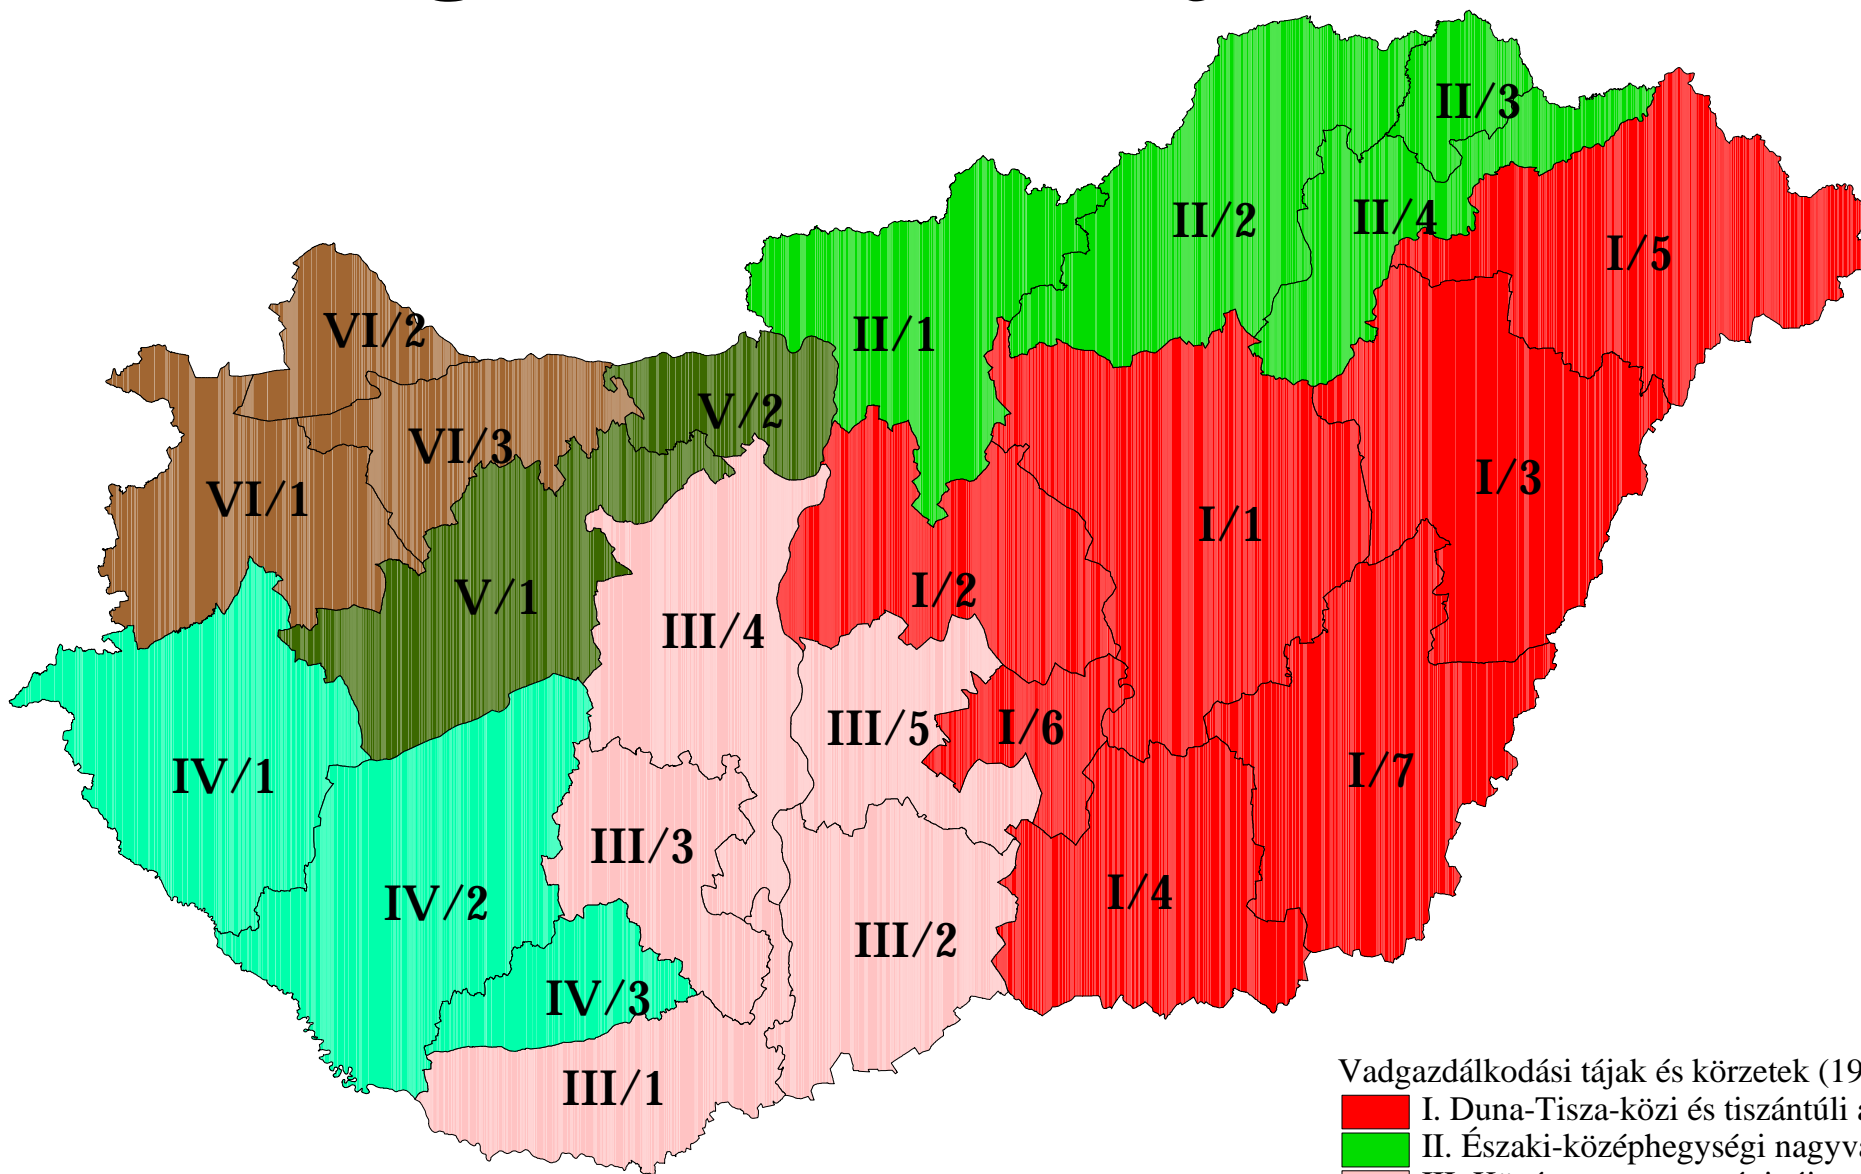 II/3
II/2
II/4
I/5
VI/2
II/1
V/2
VI/3
I/3
VI/1
I/1
V/1
I/2
III/4
III/5
I/6
IV/1
I/7
III/3
I/4
IV/2
III/2
IV/3
III/1
Vadgazdálkodási tájak és körzetek (19
I. Duna-Tisza-közi és tiszántúli a
II. Északi-középhegységi nagyva